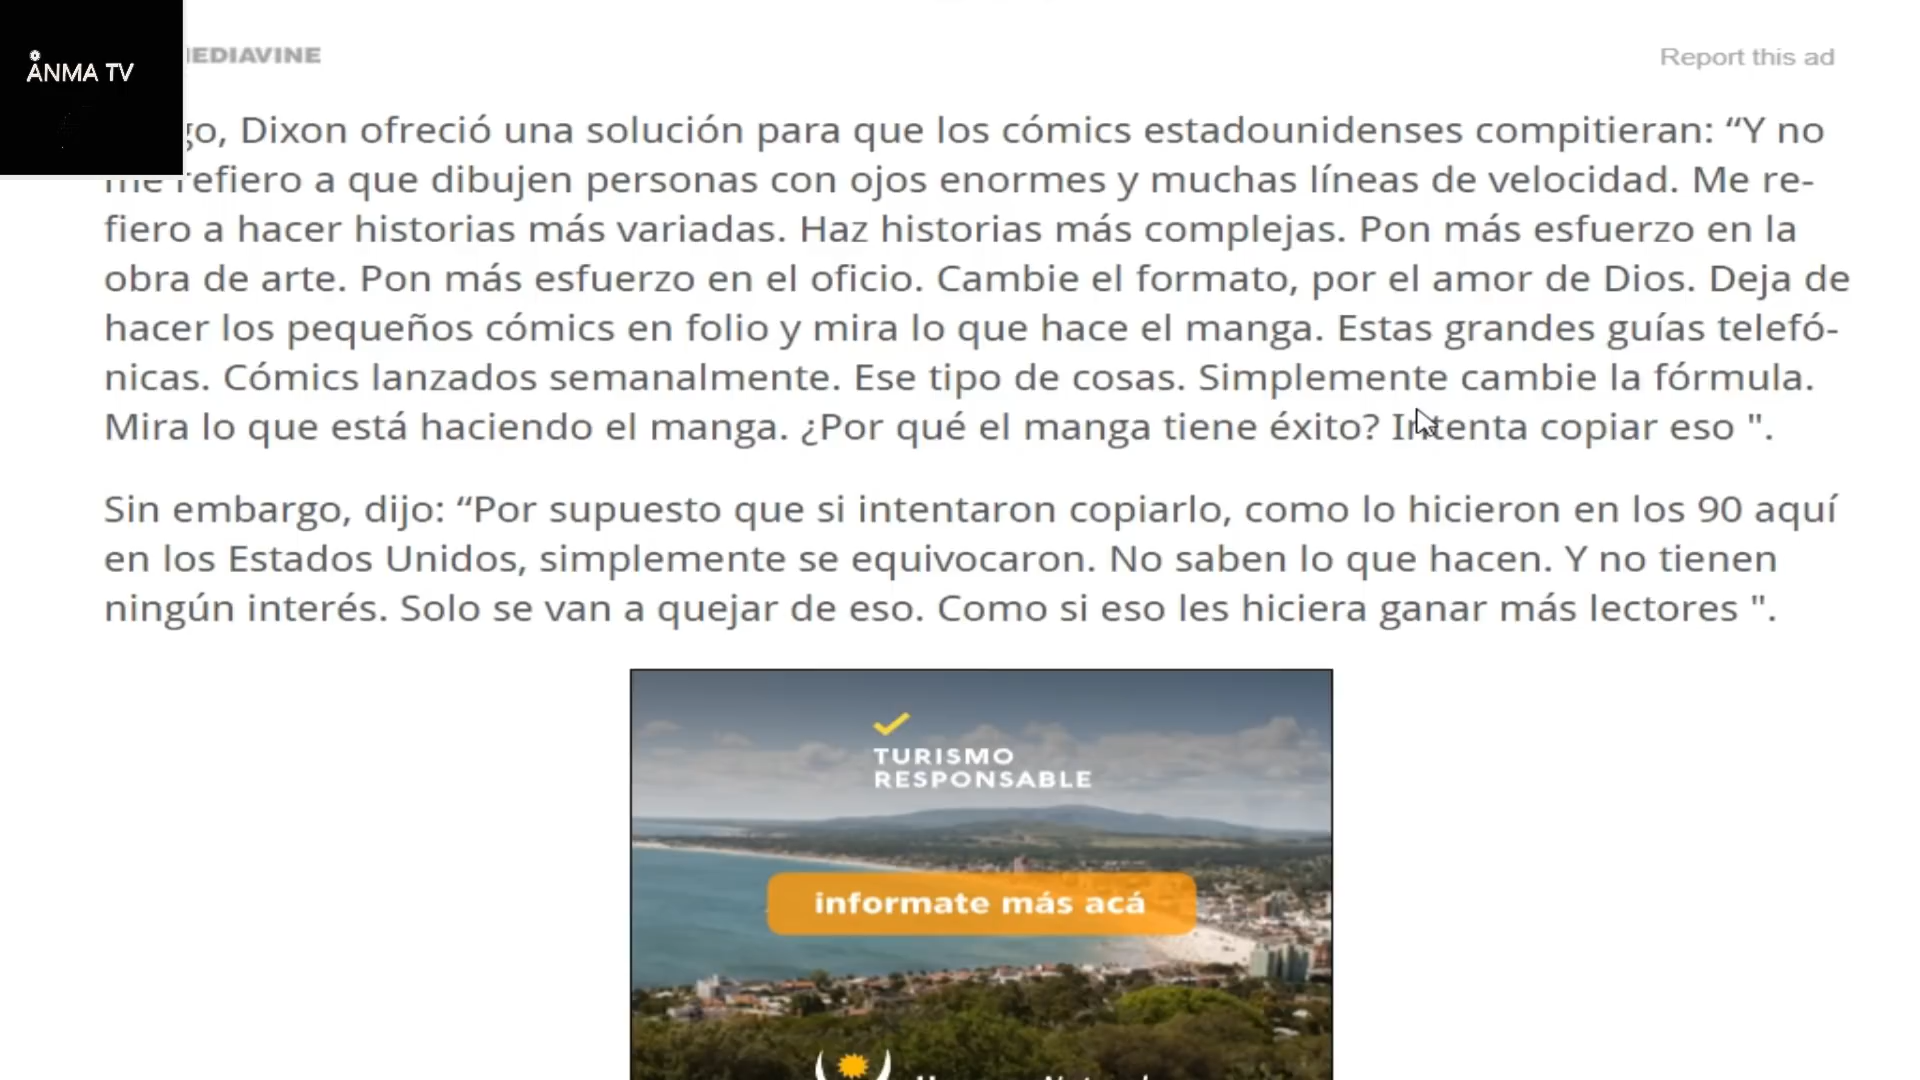 ÅNMA TV
MEDIAVINE
Report this ad
go, Dixon ofreció una solución para que los cómics estadounidenses compitieran: “Y no
me refiero a que dibujen personas con ojos enormes y muchas líneas de velocidad. Me re-
fiero a hacer historias más variadas. Haz historias más complejas. Pon más esfuerzo en la
obra de arte. Pon más esfuerzo en el oficio. Cambie el formato, por el amor de Dios. Deja de
hacer los pequeños cómics en folio y mira lo que hace el manga. Estas grandes guías telefó-
nicas. Cómics lanzados semanalmente. Ese tipo de cosas. Simplemente cambie la fórmula.
Mira lo que está haciendo el manga. ¿Por qué el manga tiene éxito? Intenta copiar eso ".
Sin embargo, dijo: “Por supuesto que si intentaron copiarlo, como lo hicieron en los 90 aquí
en los Estados Unidos, simplemente se equivocaron. No saben lo que hacen. Y no tienen
ningún interés. Solo se van a quejar de eso. Como si eso les hiciera ganar más lectores ".
TURISMO
RESPONSABLE
informate más acá